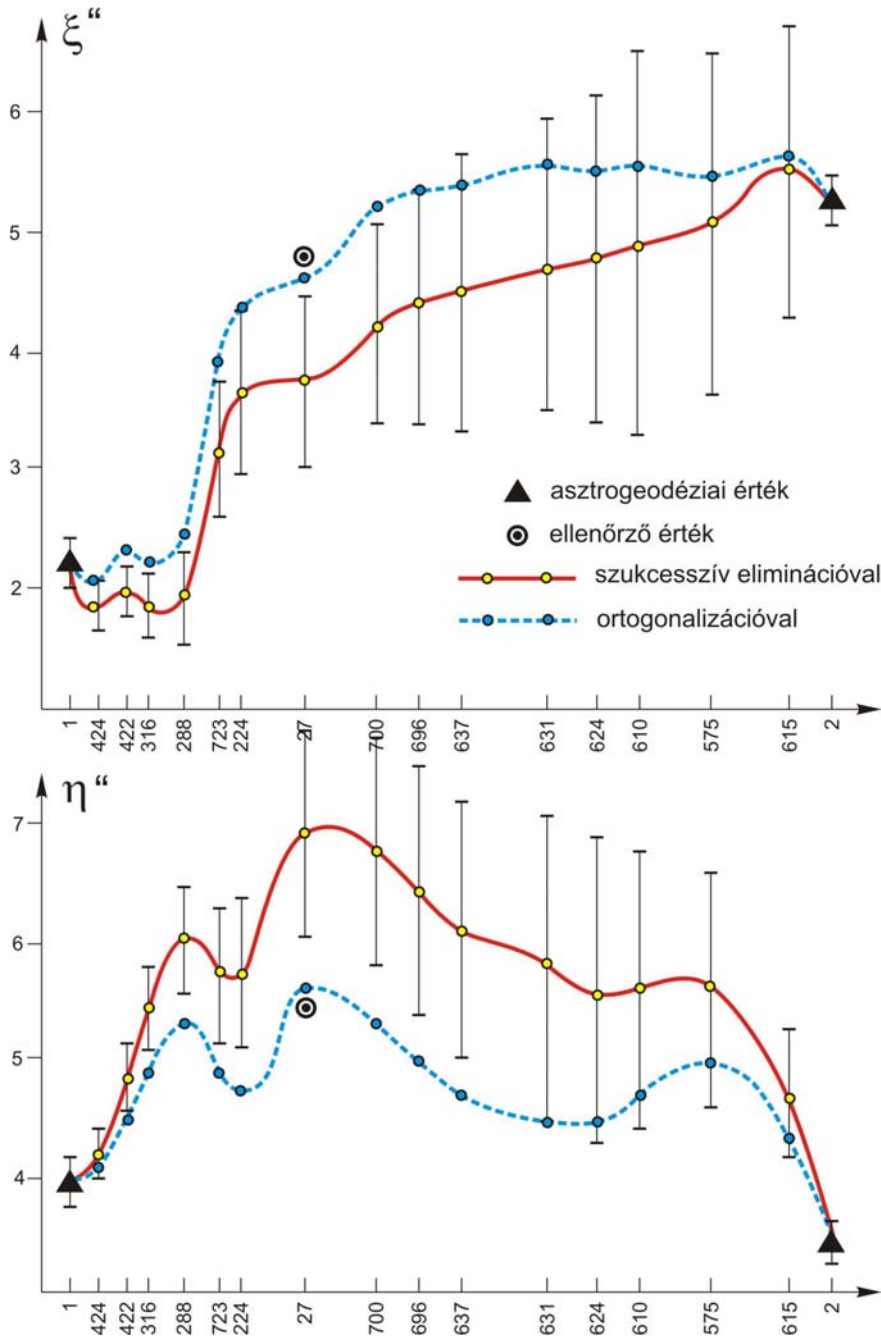 ξ“
6
5
4
3
2
asztrogeodéziai érték
ellenőrző érték
szukcesszív eliminációval
ortogonalizációval
1 424 422 316 288 723 224 27 700 696 637 631 624 610 575 615 2
η“
7
6
5
4
1 424 422 316 288 723 224 27 700 696 637 631 624 610 575 615 2